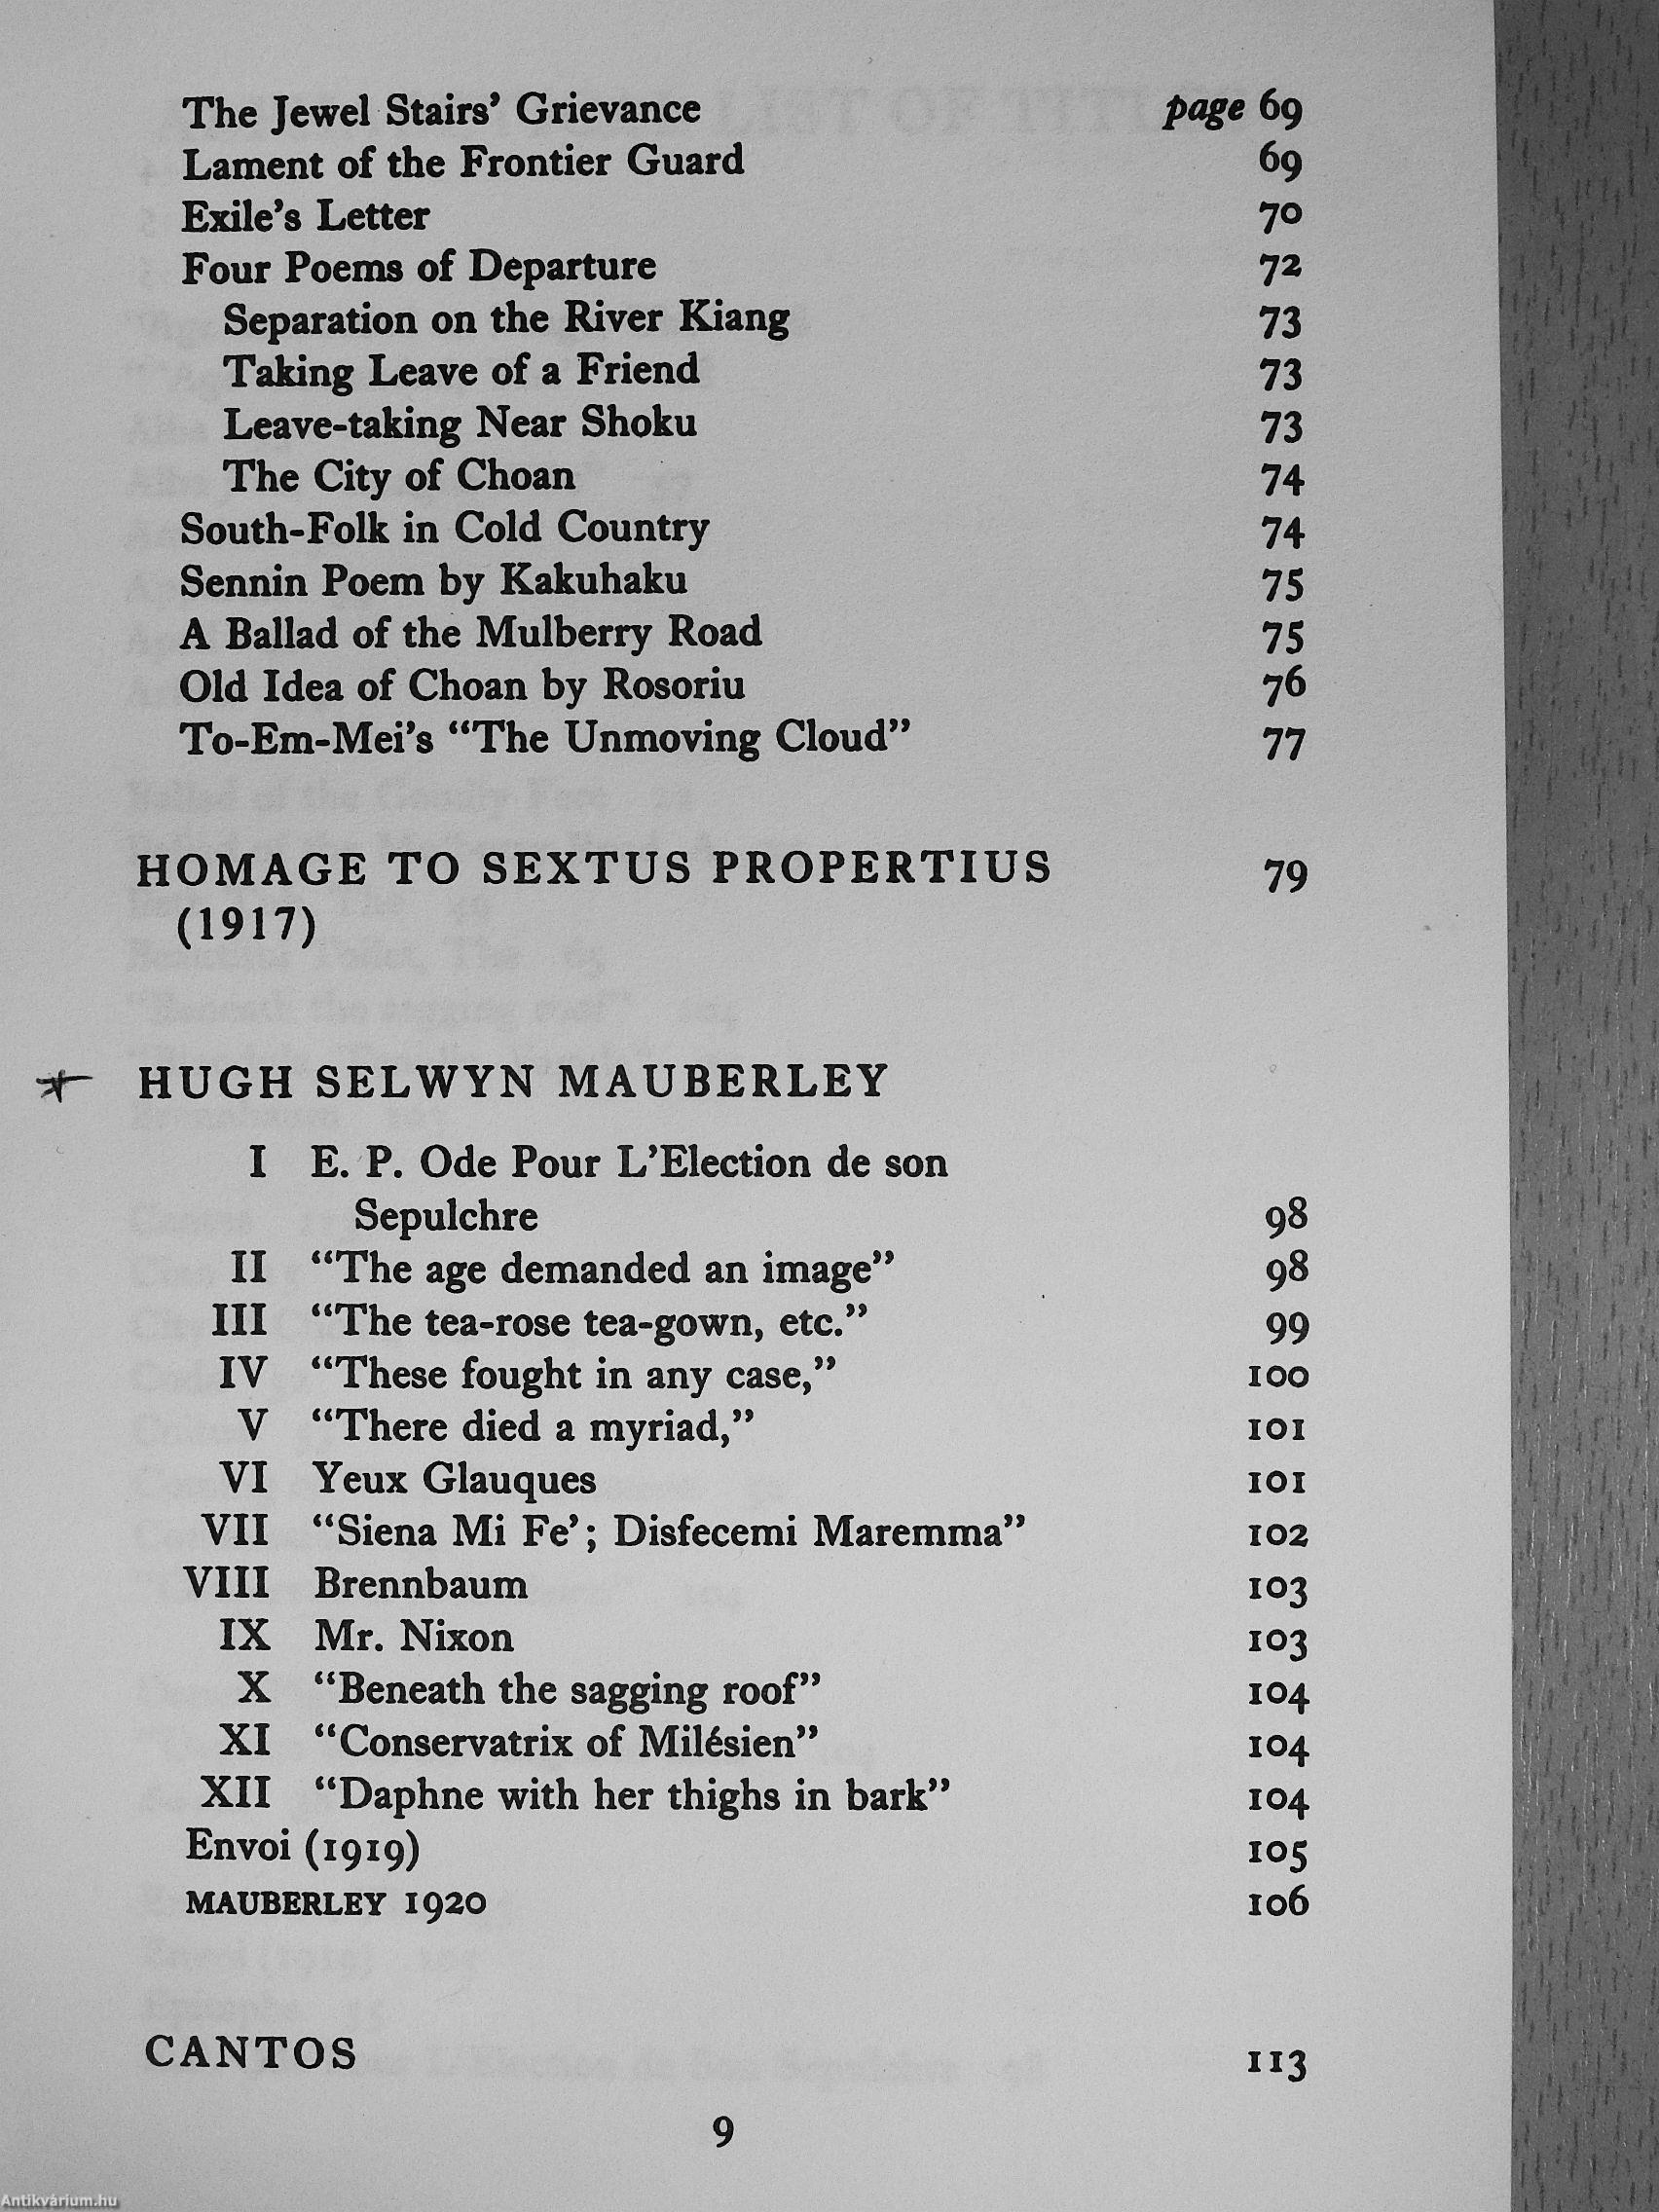 The Jewel Stairs' Grievance page 69
Lament of the Frontier Guard 69
Exile's Letter 70
Four Poems of Departure 72
Separation on the River Kiang 73
Taking Leave of a Friend 73
Leave-taking Near Shoku 73
The City of Choan 74
South-Folk in Cold Country 74
Sennin Poem by Kakuhaku 75
A Ballad of the Mulberry Road 75
Old Idea of Choan by Rosoriu 76
To-Em-Mei's “The Unmoving Cloud” 77
HOMAGE TO SEXTUS PROPERTIUS 79
(1917)
HUGH SELWYN MAUBERLEY
I E. P. Ode Pour L'Election de son
Sepulchre 98
II “The age demanded an image” 98
III “The tea-rose tea-gown, etc.” 99
IV “These fought in any case,” 100
V “There died a myriad,” 101
VI Yeux Glauques 101
VII “Siena Mi Fe'; Disfecemi Maremma” 102
VIII Brennbaum 103
IX Mr. Nixon 103
X “Beneath the sagging roof” 104
XI “Conservatrix of Milésien” 104
XII “Daphne with her thighs in bark” 104
Envoi (1919) 105
MAUBERLEY 1920 106
CANTOS 113
9
Antikvárium.hu